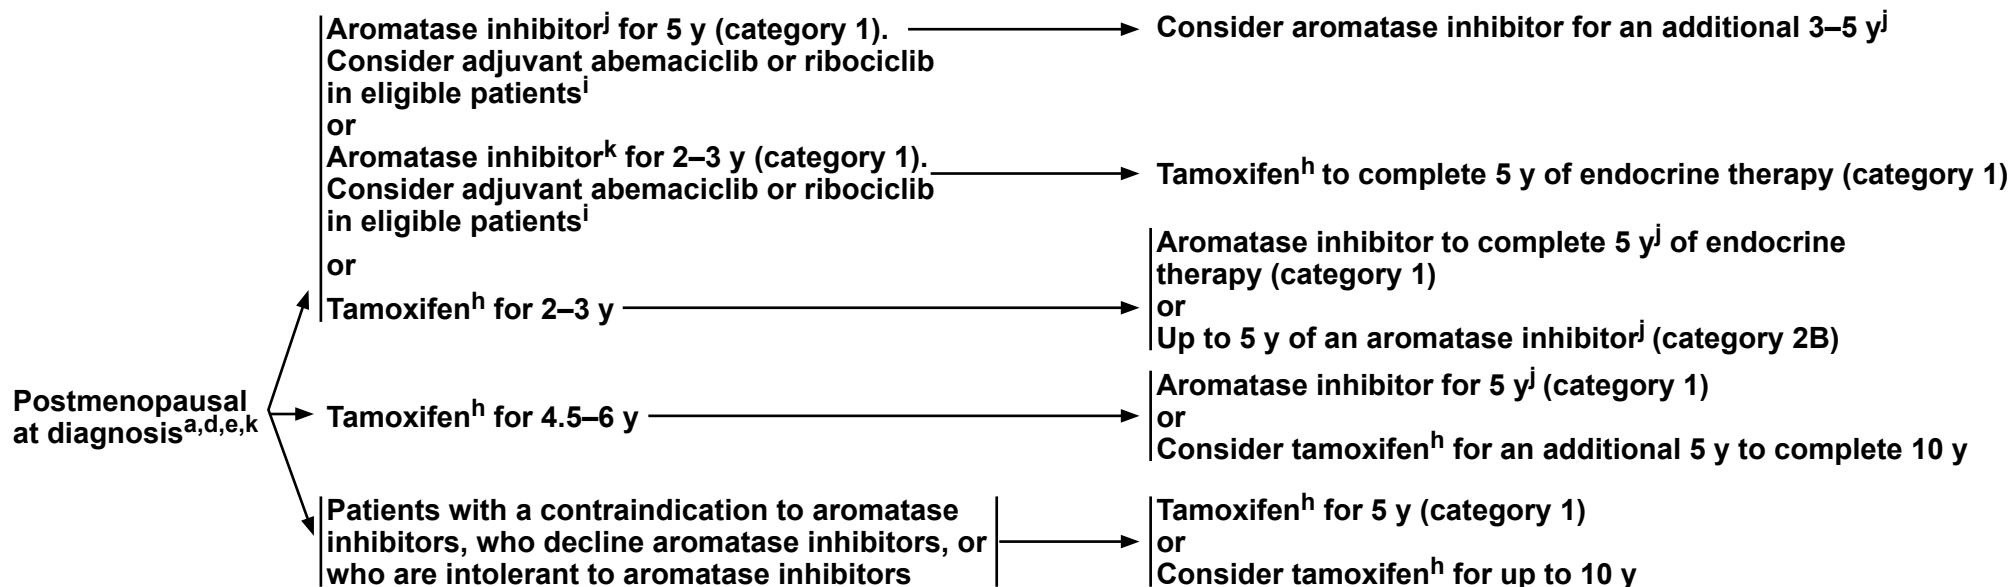 Postmenopausal
at diagnosisa,d,e,k
Aromatase inhibitorj for 5 y (category 1).
Consider adjuvant abemaciclib or ribociclib
in eligible patientsi
or
Aromatase inhibitork for 2–3 y (category 1).
Consider adjuvant abemaciclib or ribociclib
in eligible patientsi
or
Tamoxifenh for 2–3 y
Consider aromatase inhibitor for an additional 3–5 yj
Tamoxifenh to complete 5 y of endocrine therapy (category 1)
Aromatase inhibitor to complete 5 yj of endocrine
therapy (category 1)
or
Up to 5 y of an aromatase inhibitorj (category 2B)
Tamoxifenh for 4.5–6 y
Aromatase inhibitor for 5 yj (category 1)
or
Consider tamoxifenh for an additional 5 y to complete 10 y
Patients with a contraindication to aromatase
inhibitors, who decline aromatase inhibitors, or
who are intolerant to aromatase inhibitors
Tamoxifenh for 5 y (category 1)
or
Consider tamoxifenh for up to 10 y